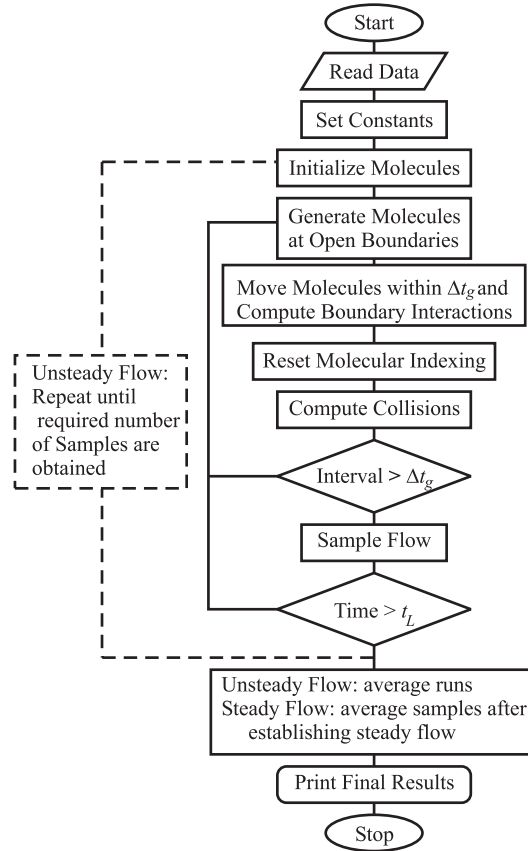 Start
Read Data
Set Constants
Initialize Molecules
Generate Molecules
at Open Boundaries
Move Molecules within Δtg and
Compute Boundary Interactions
Reset Molecular Indexing
Compute Collisions
Unsteady Flow:
Repeat until
required number
of Samples are
obtained
Interval > Δtg
Sample Flow
Time > tL
Unsteady Flow: average runs
Steady Flow: average samples after
establishing steady flow
Print Final Results
Stop